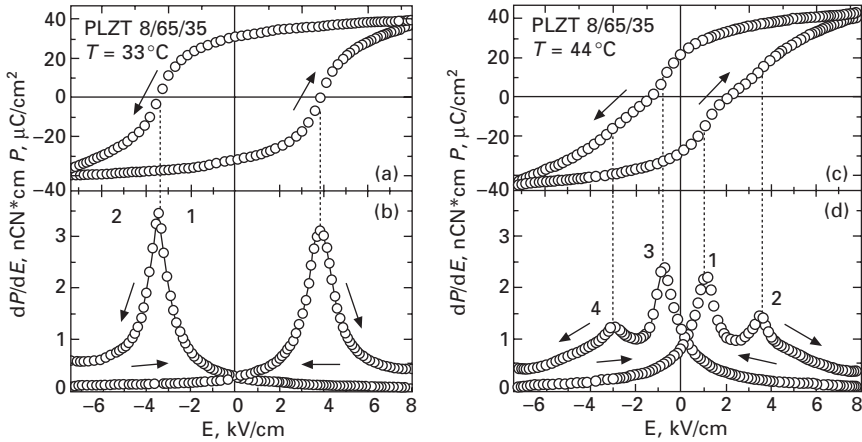 PLZT 8/65/35
T = 33°C
40
20
0
−20
−40
(a)
dP/dE, nCN*cm P, μC/cm²
3
2
1
0
(b)
2 1
−6 −4 −2 0 2 4 6 8
E, kV/cm
PLZT 8/65/35
T = 44°C
40
20
0
−20
−40
(c)
dP/dE, nCN*cm P, μC/cm²
3
2
1
0
(d)
3
1
4
2
−6 −4 −2 0 2 4 6 8
E, kV/cm